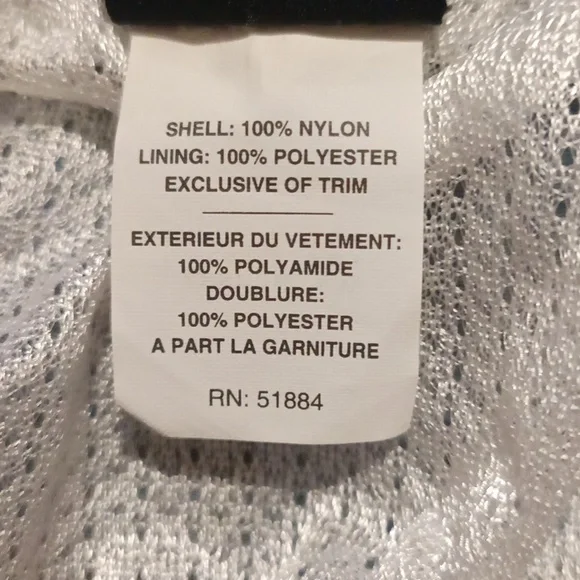 SHELL: 100% NYLON
LINING: 100% POLYESTER
EXCLUSIVE OF TRIM
EXTERIEUR DU VETEMENT:
100% POLYAMIDE
DOUBLURE:
100% POLYESTER
A PART LA GARNITURE
RN: 51884